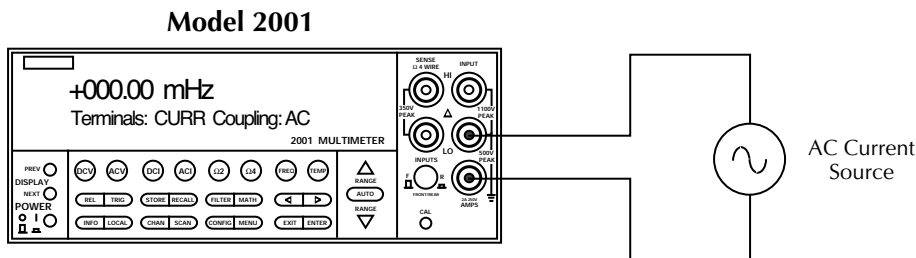 Model 2001
+000.00 mHz
Terminals: CURR Coupling: AC
2001 MULTIMETER
SENSE
Ω 4 WIRE
INPUT
HI
350V
PEAK
1100V
PEAK
LO
500V
PEAK
INPUTS
F
R
FRONT/REAR
2A 250V
AMPS
CAL
PREV
DISPLAY
NEXT
POWER
O I
DCV ACV DCI ACI Ω2 Ω4 FREQ TEMP
REL TRIG STORE RECALL FILTER MATH
INFO LOCAL CHAN SCAN CONFIG MENU EXIT ENTER
RANGE
AUTO
RANGE
AC Current
Source